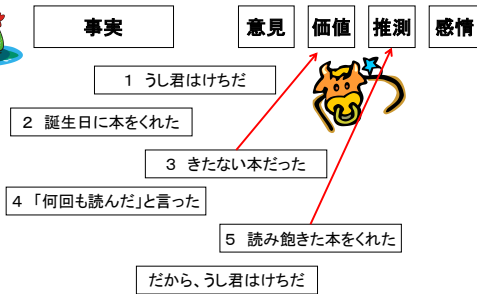 事実 意見 価値 推測 感情
1 うし君はけちだ
2 誕生日に本をくれた
3 きたない本だった
4 「何回も読んだ」と言った
5 読み飽きた本をくれた
だから、うし君はけちだ